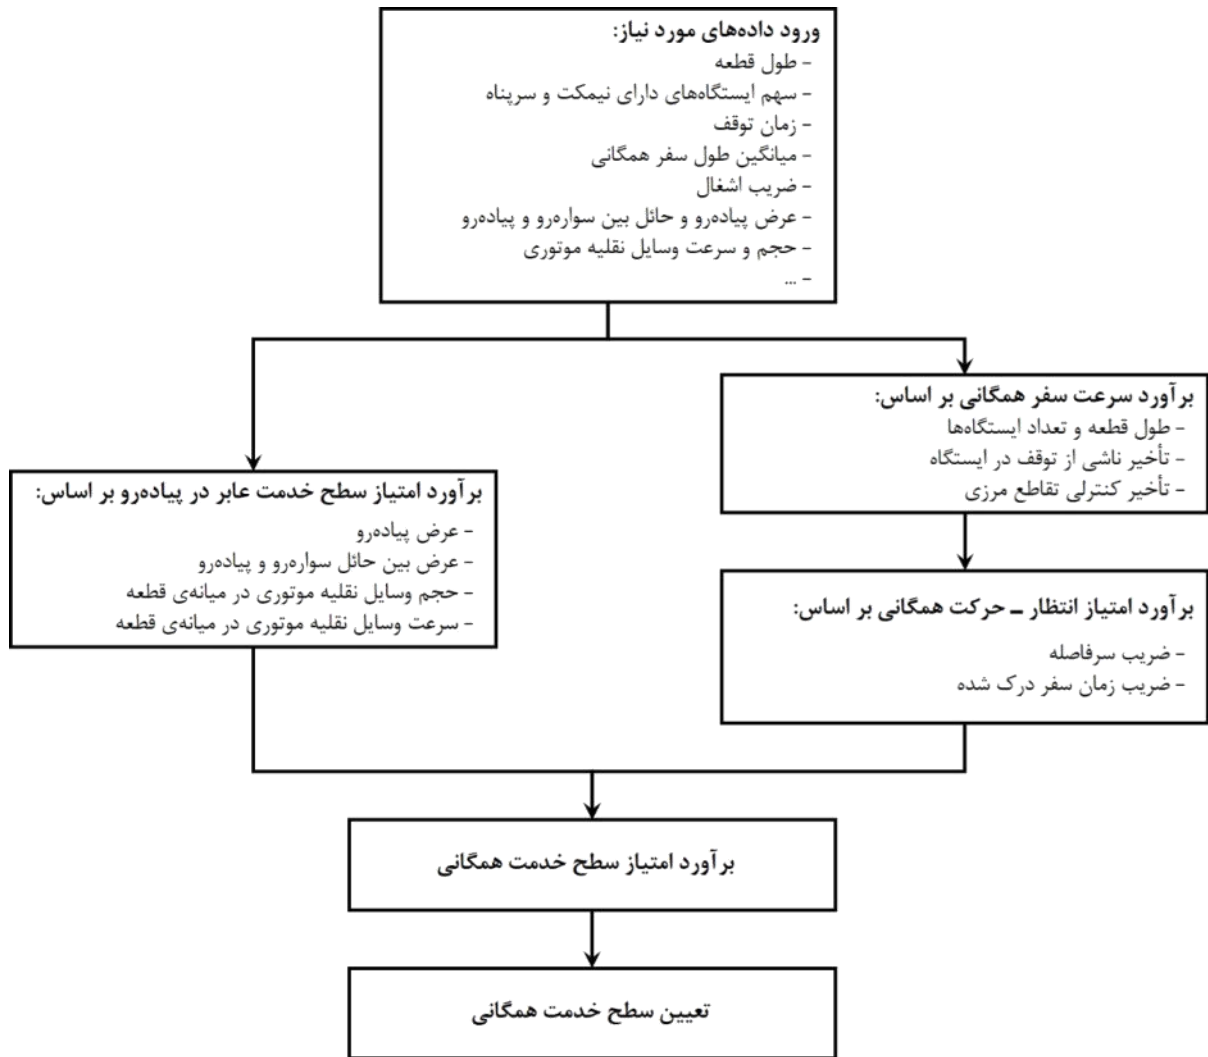 ورود داده‌های مورد نیاز:
- طول قطعه
- سهم ایستگاه‌های دارای نیمکت و سرپناه
- زمان توقف
- میانگین طول سفر همگانی
- ضریب اشغال
- عرض پیاده‌رو و حائل بین سواره‌رو و پیاده‌رو
- حجم و سرعت وسایل نقلیه موتوری
- ...
برآورد سرعت سفر همگانی بر اساس:
- طول قطعه و تعداد ایستگاه‌ها
- تأخیر ناشی از توقف در ایستگاه
- تأخیر کنترلی تقاطع مرزی
برآورد امتیاز سطح خدمت عابر در پیاده‌رو بر اساس:
- عرض پیاده‌رو
- عرض بین حائل سواره‌رو و پیاده‌رو
- حجم وسایل نقلیه موتوری در میانه‌ی قطعه
- سرعت وسایل نقلیه موتوری در میانه‌ی قطعه
برآورد امتیاز انتظار – حرکت همگانی بر اساس:
- ضریب سرفاصله
- ضریب زمان سفر درک شده
برآورد امتیاز سطح خدمت همگانی
تعیین سطح خدمت همگانی